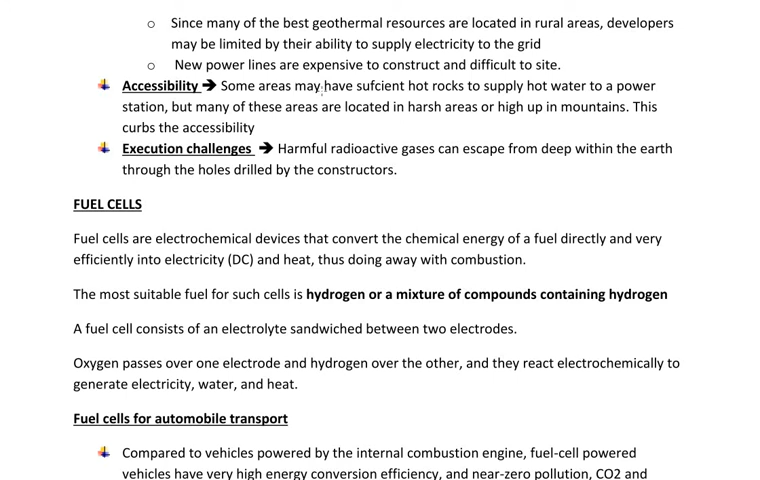 o Since many of the best geothermal resources are located in rural areas, developers
may be limited by their ability to supply electricity to the grid
o New power lines are expensive to construct and difficult to site.
Accessibility ➔ Some areas may have sufcient hot rocks to supply hot water to a power
station, but many of these areas are located in harsh areas or high up in mountains. This
curbs the accessibility
Execution challenges ➔ Harmful radioactive gases can escape from deep within the earth
through the holes drilled by the constructors.
FUEL CELLS
Fuel cells are electrochemical devices that convert the chemical energy of a fuel directly and very
efficiently into electricity (DC) and heat, thus doing away with combustion.
The most suitable fuel for such cells is hydrogen or a mixture of compounds containing hydrogen
A fuel cell consists of an electrolyte sandwiched between two electrodes.
Oxygen passes over one electrode and hydrogen over the other, and they react electrochemically to
generate electricity, water, and heat.
Fuel cells for automobile transport
Compared to vehicles powered by the internal combustion engine, fuel-cell powered
vehicles have very high energy conversion efficiency, and near-zero pollution, CO2 and